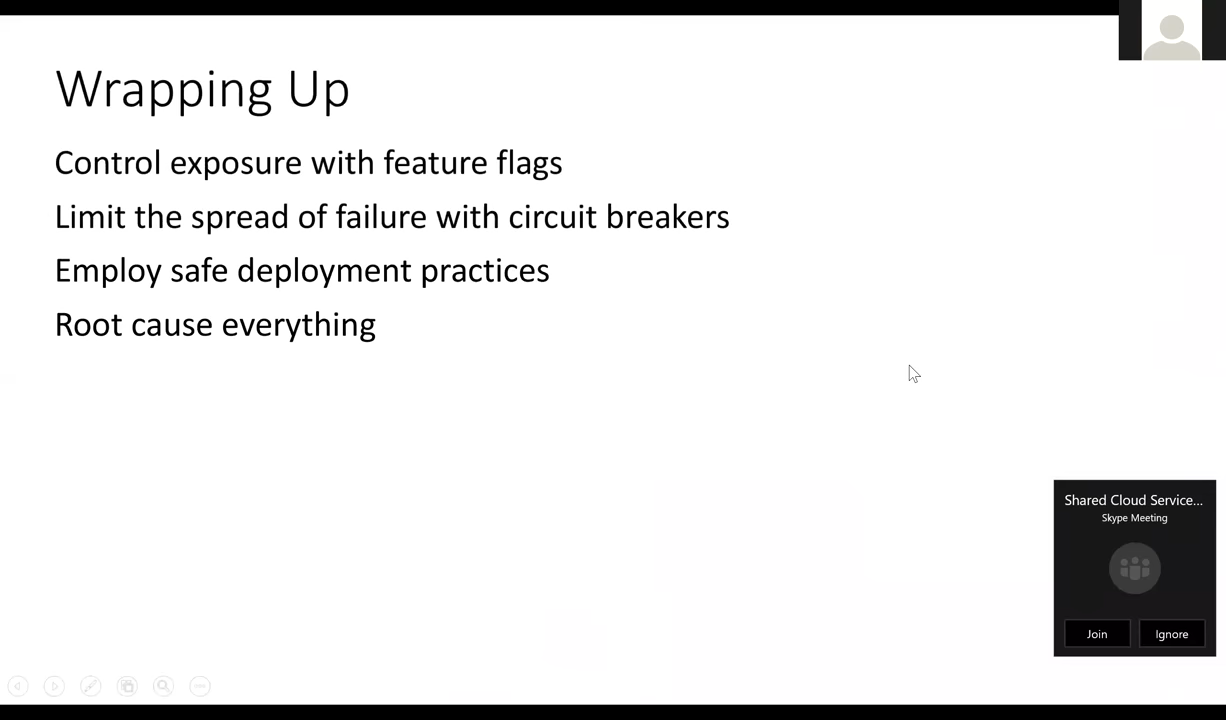 Wrapping Up
Control exposure with feature flags
Limit the spread of failure with circuit breakers
Employ safe deployment practices
Root cause everything
Shared Cloud Service...
Skype Meeting
Join
Ignore